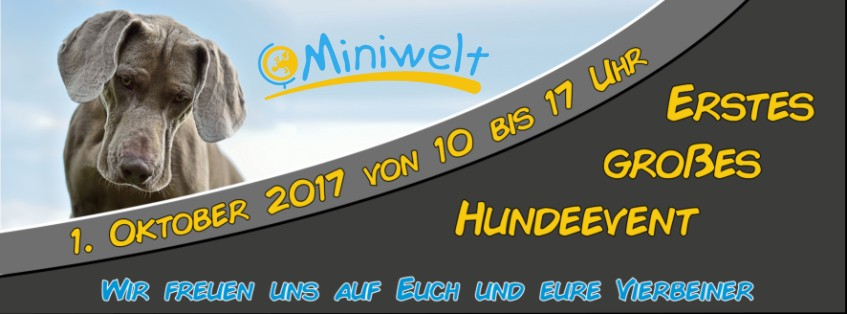 Miniwelt
1. Oktober 2017 von 10 bis 17 Uhr
Erstes
großes
Hundeevent
Wir freuen uns auf Euch und eure Vierbeiner